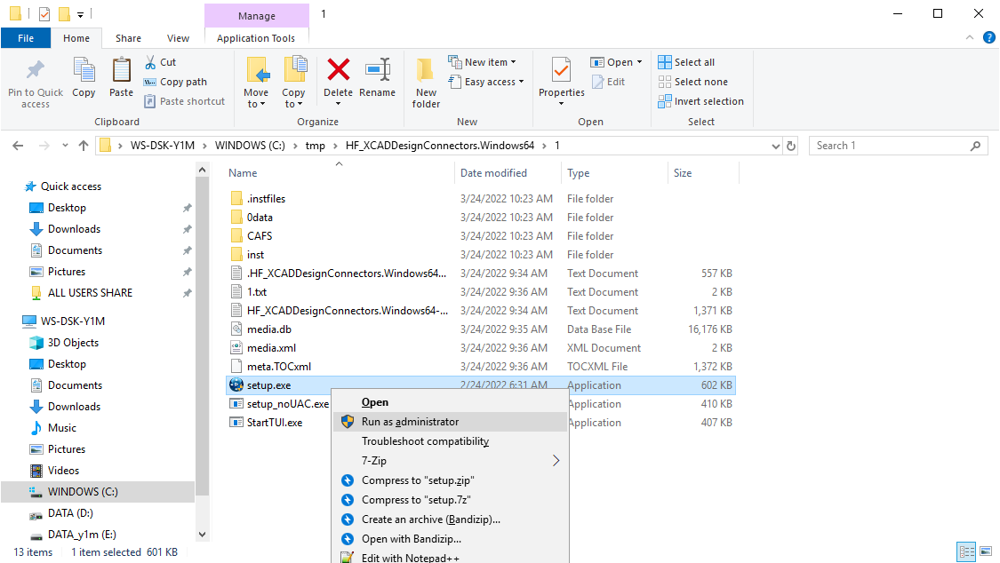 Manage
1
File
Home
Share
View
Application Tools
Pin to Quick access
Copy
Paste
Cut
Copy path
Paste shortcut
Clipboard
Move to
Copy to
Delete
Rename
Organize
New folder
New item
Easy access
New
Properties
Open
Edit
Open
Select all
Select none
Invert selection
Select
WS-DSK-Y1M > WINDOWS (C:) > tmp > HF_XCADDesignConnectors.Windows64 > 1
Search 1
Quick access
Desktop
Downloads
Documents
Pictures
ALL USERS SHARE
WS-DSK-Y1M
3D Objects
Desktop
Documents
Downloads
Music
Pictures
Videos
WINDOWS (C:)
DATA (D:)
DATA_y1m (E:)
Name Date modified Type Size
.instfiles 3/24/2022 10:23 AM File folder
0data 3/24/2022 10:23 AM File folder
CAFS 3/24/2022 10:23 AM File folder
inst 3/24/2022 10:23 AM File folder
.HF_XCADDesignConnectors.Windows64... 3/24/2022 9:34 AM Text Document 557 KB
1.txt 3/24/2022 9:36 AM Text Document 2 KB
HF_XCADDesignConnectors.Windows64-... 3/24/2022 9:34 AM Text Document 1,371 KB
media.db 3/24/2022 9:35 AM Data Base File 16,176 KB
media.xml 3/24/2022 9:36 AM XML Document 2 KB
meta.TOCxml 3/24/2022 9:36 AM TOCXML File 1,372 KB
setup.exe 2/24/2022 6:31 AM Application 602 KB
setup_noUAC.exe Application 410 KB
StartTUI.exe Application 407 KB
Open
Run as administrator
Troubleshoot compatibility
7-Zip
Compress to "setup.zip"
Compress to "setup.7z"
Create an archive (Bandizip)...
Open with Bandizip...
Edit with Notepad++
13 items 1 item selected 601 KB